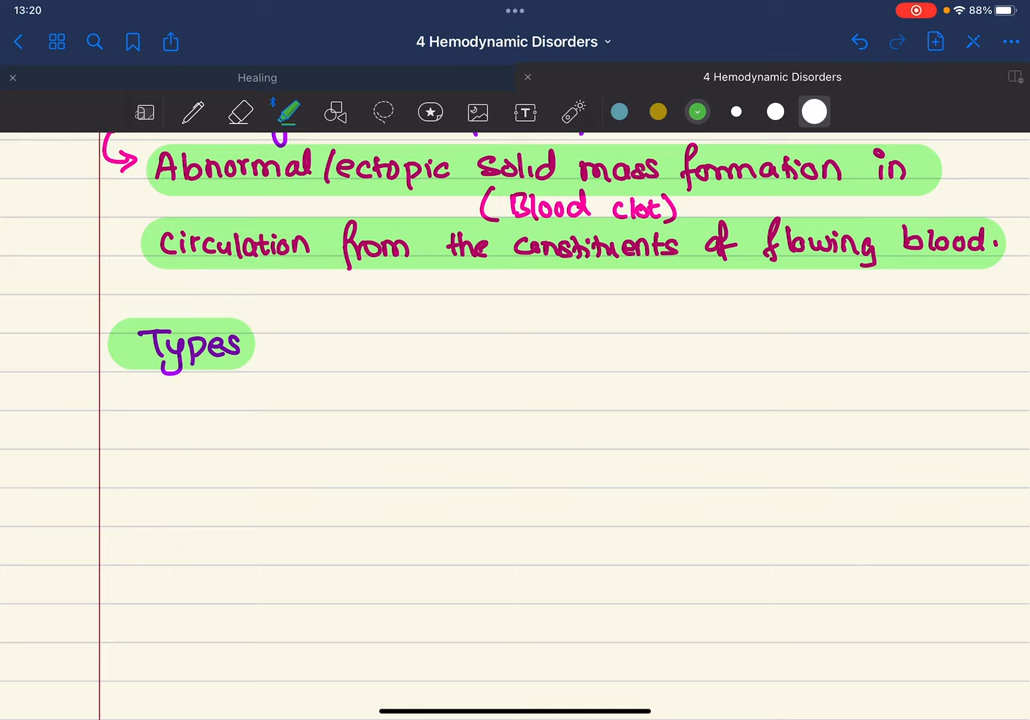 13:20
88%
4 Hemodynamic Disorders
Healing
4 Hemodynamic Disorders
Abnormal/ectopic solid mass formation in
(Blood clot)
Circulation from the constituents of flowing blood.
Types